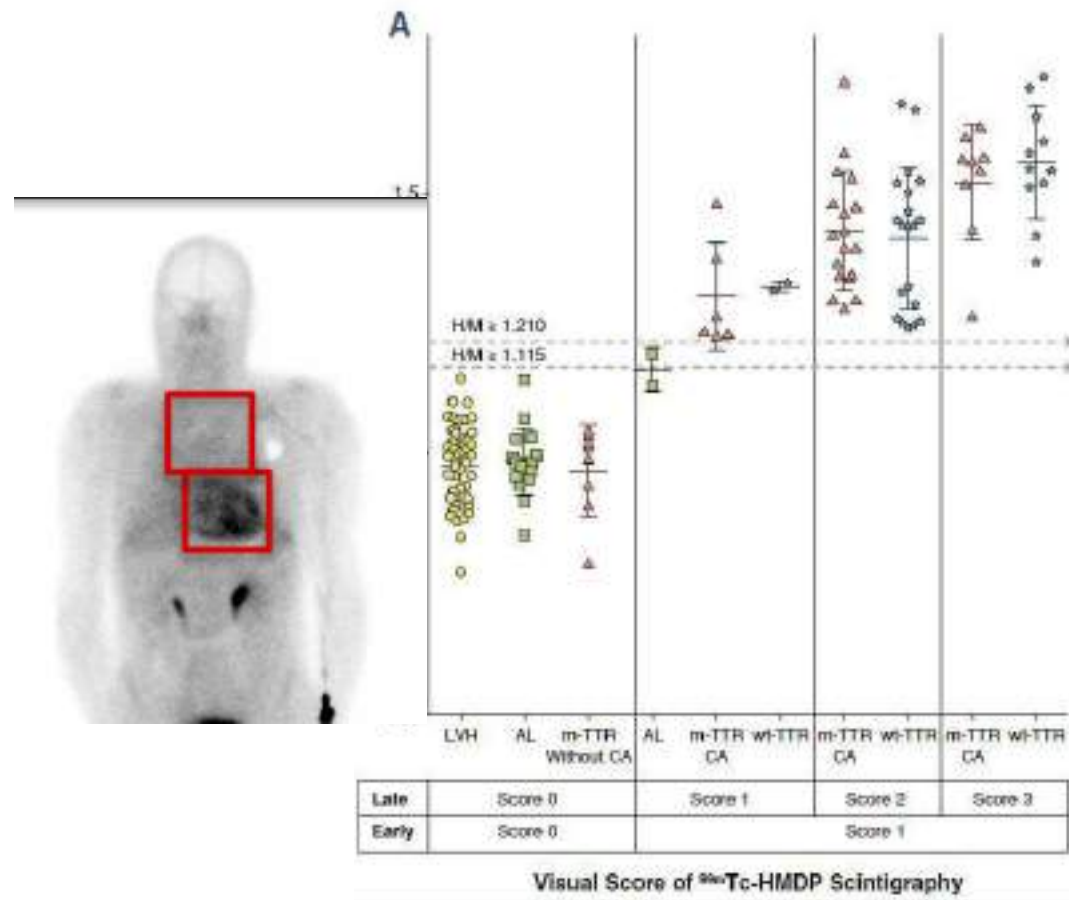 A
1.5
H/M ≥ 1.210
H/M ≥ 1.115
LVH AL m-TTR AL m-TTR wt-TTR m-TTR wt-TTR m-TTR wt-TTR
Without CA CA CA CA
Late Score 0 Score 1 Score 2 Score 3
Early Score 0 Score 1
Visual Score of ⁹⁹ᵐTc-HMDP Scintigraphy